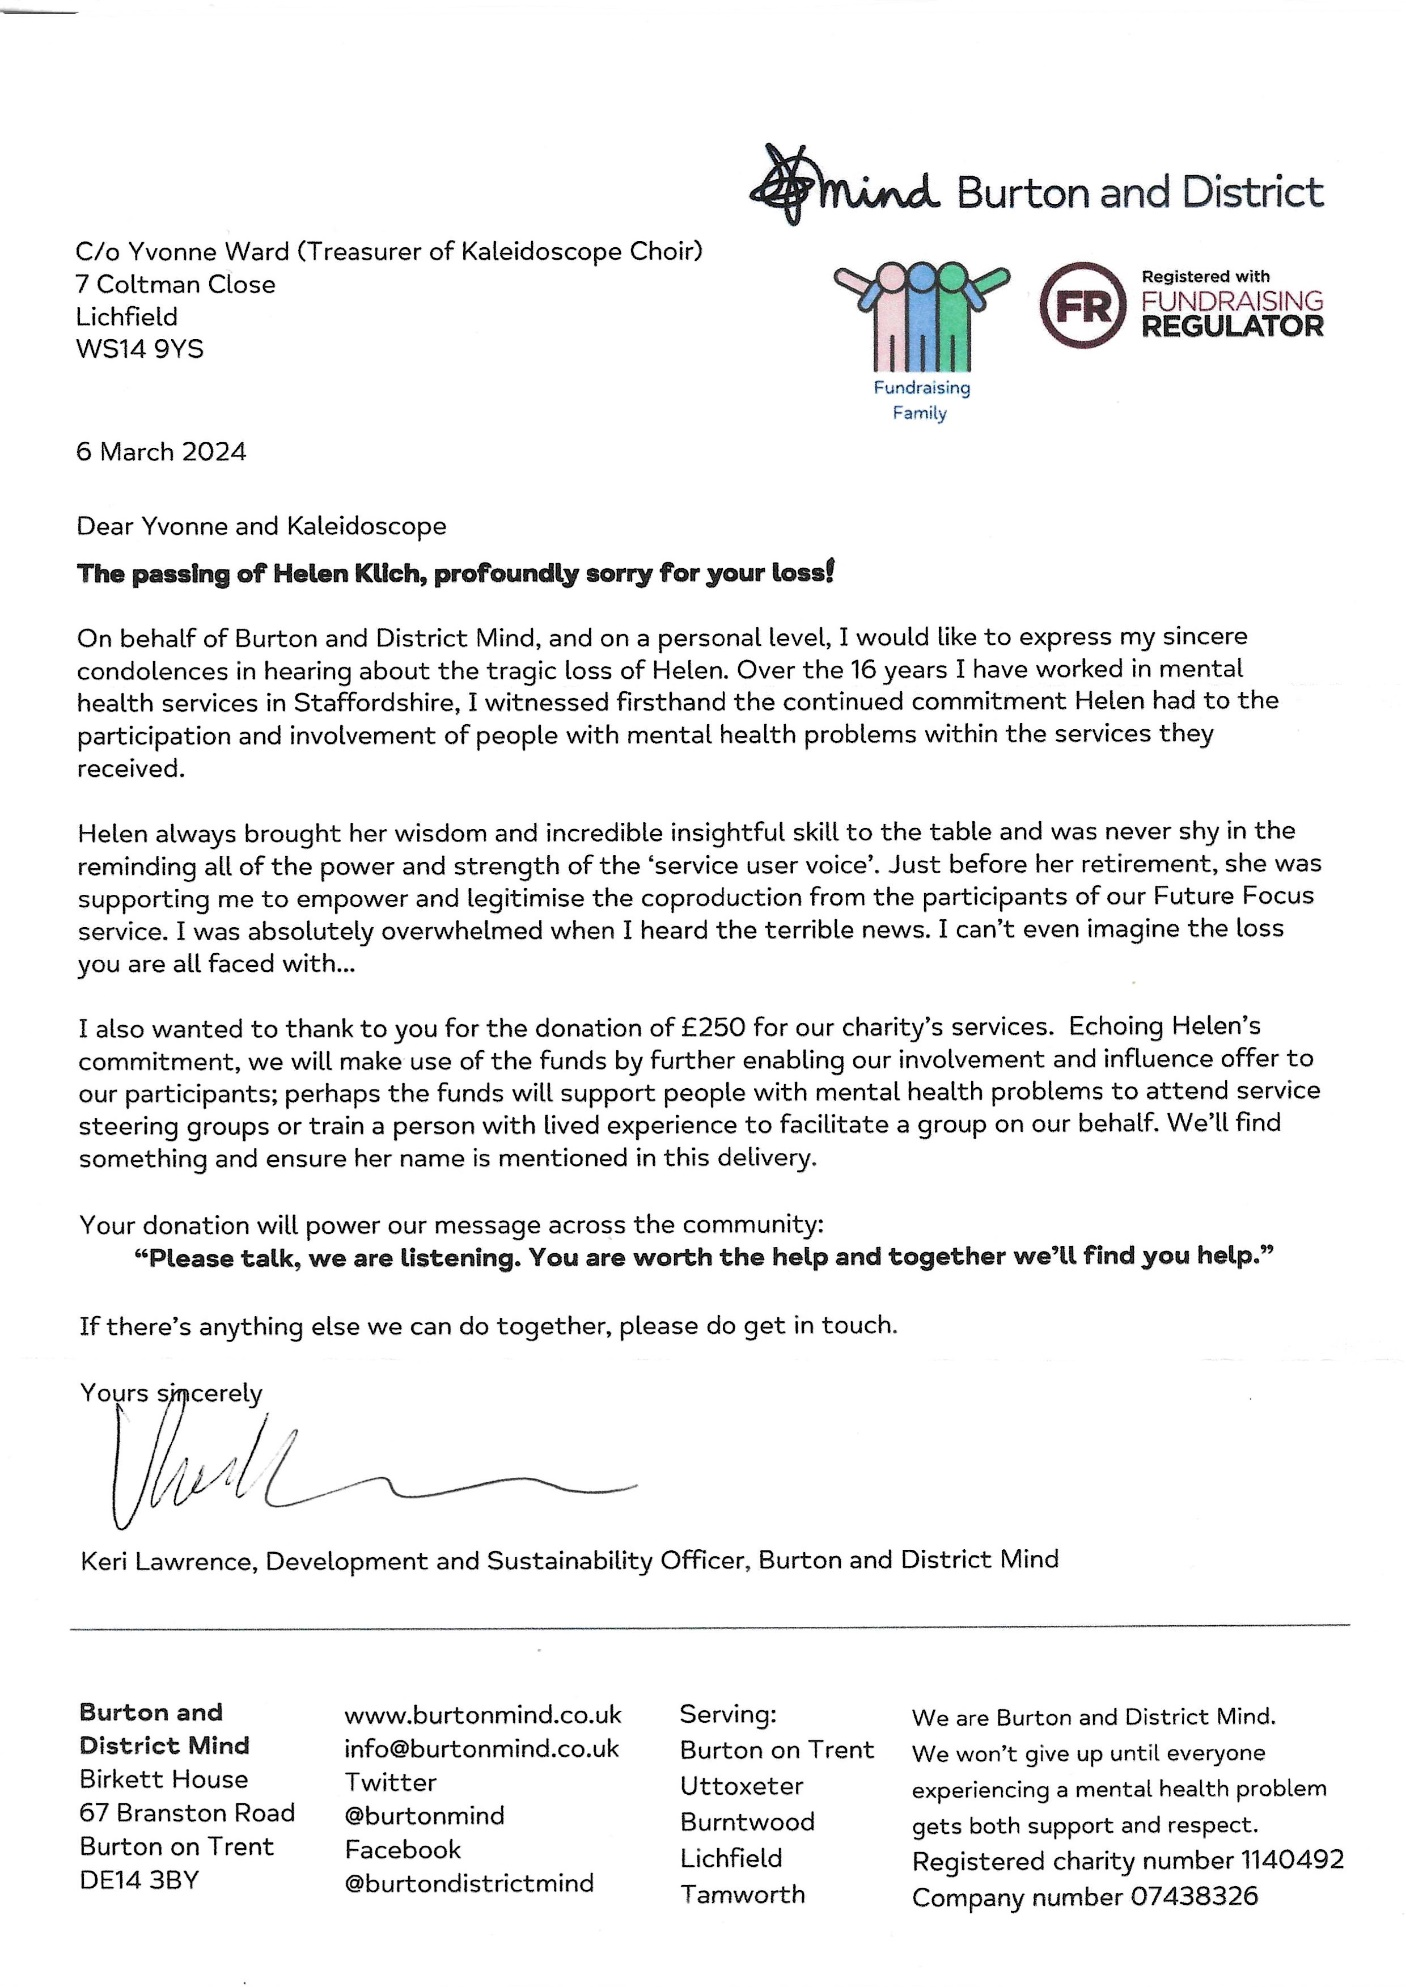 mind Burton and District
C/o Yvonne Ward (Treasurer of Kaleidoscope Choir)
7 Coltman Close
Lichfield
WS14 9YS
Fundraising
Family
FR
Registered with
FUNDRAISING
REGULATOR
6 March 2024
Dear Yvonne and Kaleidoscope
The passing of Helen Klich, profoundly sorry for your loss!
On behalf of Burton and District Mind, and on a personal level, I would like to express my sincere
condolences in hearing about the tragic loss of Helen. Over the 16 years I have worked in mental
health services in Staffordshire, I witnessed firsthand the continued commitment Helen had to the
participation and involvement of people with mental health problems within the services they
received.
Helen always brought her wisdom and incredible insightful skill to the table and was never shy in the
reminding all of the power and strength of the ‘service user voice’. Just before her retirement, she was
supporting me to empower and legitimise the coproduction from the participants of our Future Focus
service. I was absolutely overwhelmed when I heard the terrible news. I can’t even imagine the loss
you are all faced with...
I also wanted to thank to you for the donation of £250 for our charity’s services. Echoing Helen’s
commitment, we will make use of the funds by further enabling our involvement and influence offer to
our participants; perhaps the funds will support people with mental health problems to attend service
steering groups or train a person with lived experience to facilitate a group on our behalf. We’ll find
something and ensure her name is mentioned in this delivery.
Your donation will power our message across the community:
“Please talk, we are listening. You are worth the help and together we’ll find you help.”
If there’s anything else we can do together, please do get in touch.
Yours sincerely
Keri Lawrence, Development and Sustainability Officer, Burton and District Mind
Burton and
District Mind
Birkett House
67 Branston Road
Burton on Trent
DE14 3BY
www.burtonmind.co.uk
info@burtonmind.co.uk
Twitter
@burtonmind
Facebook
@burtondistrictmind
Serving:
Burton on Trent
Uttoxeter
Burntwood
Lichfield
Tamworth
We are Burton and District Mind.
We won’t give up until everyone
experiencing a mental health problem
gets both support and respect.
Registered charity number 1140492
Company number 07438326